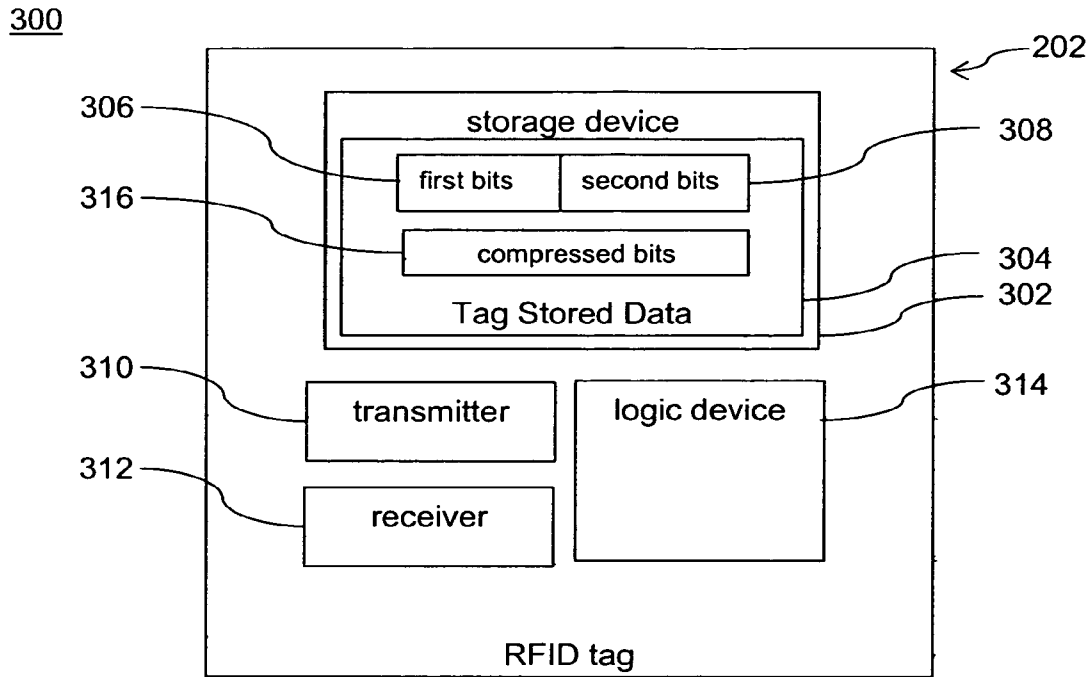 300
202
306
storage device
308
first bits
second bits
316
compressed bits
304
Tag Stored Data
302
310
transmitter
logic device
314
312
receiver
RFID tag